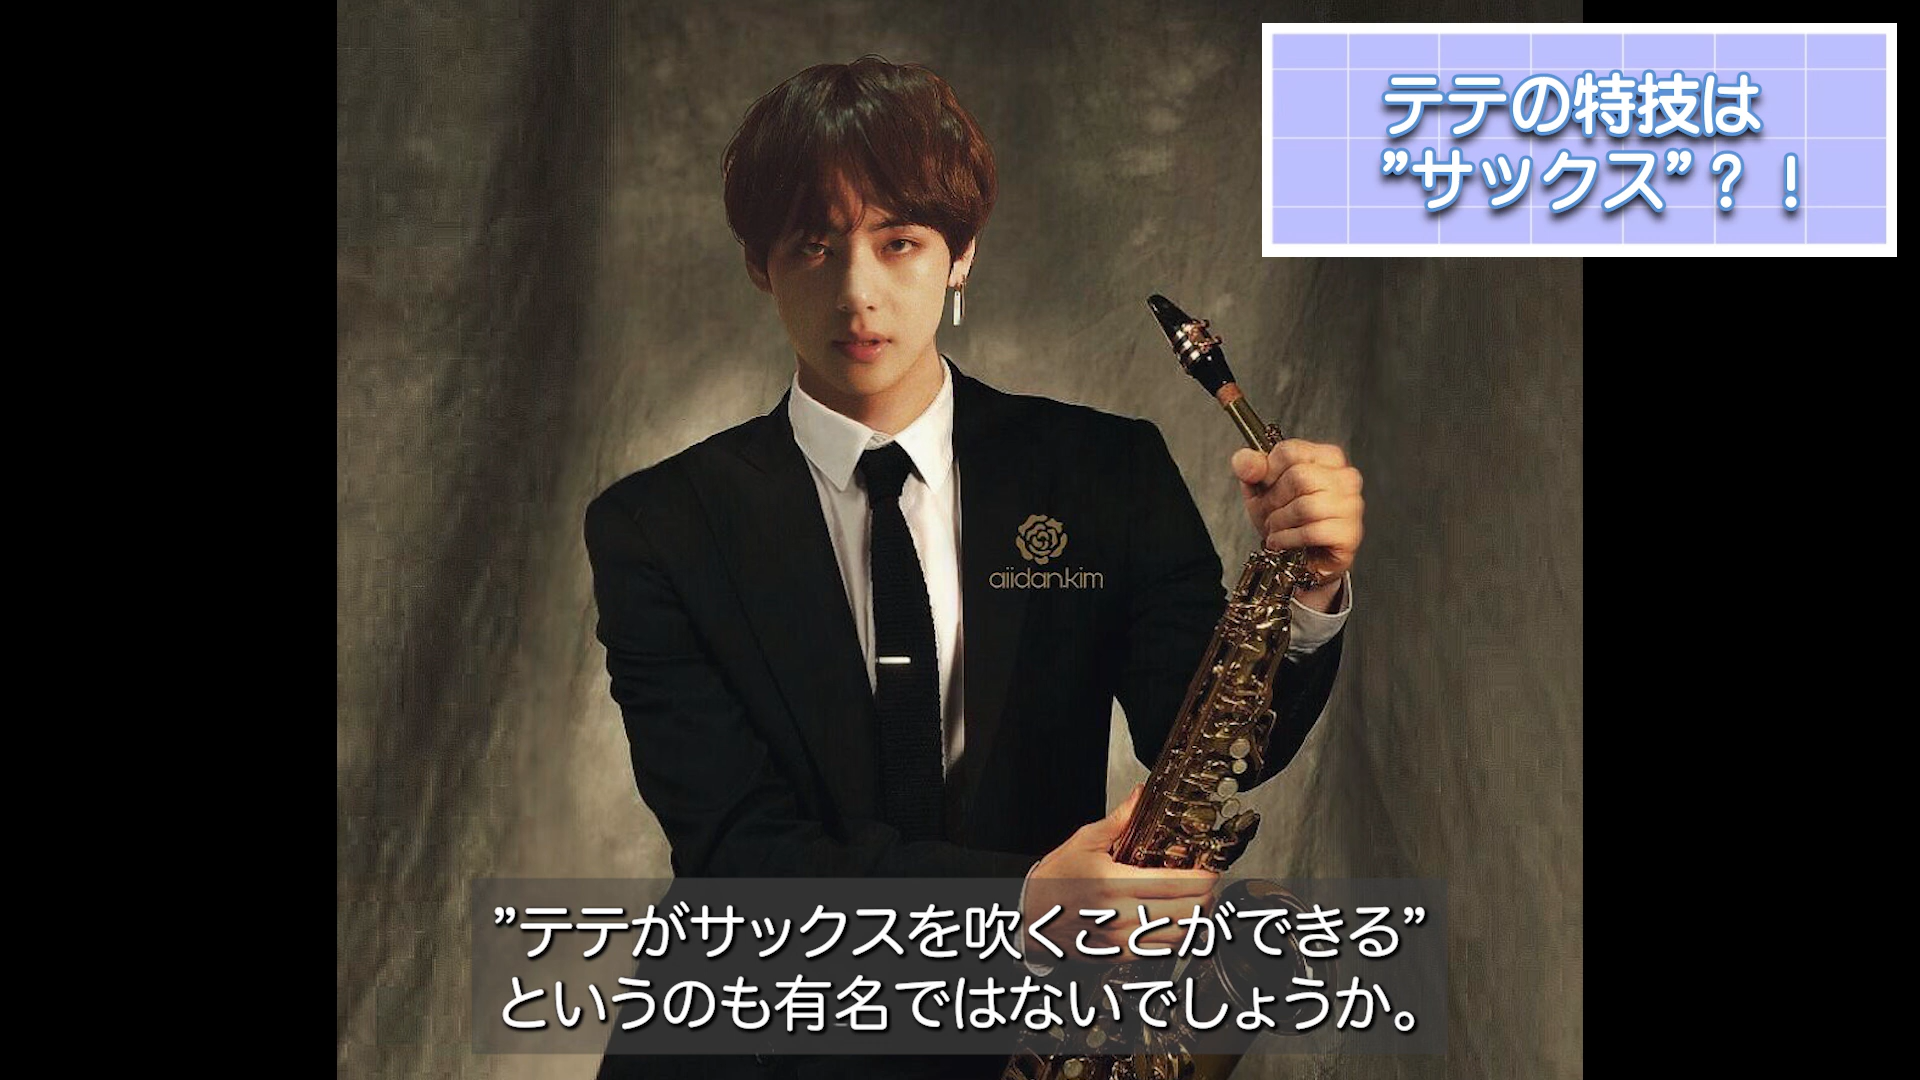 テテの特技は
”サックス”？！
aiidan.kim
”テテがサックスを吹くことができる”
というのも有名ではないでしょうか。